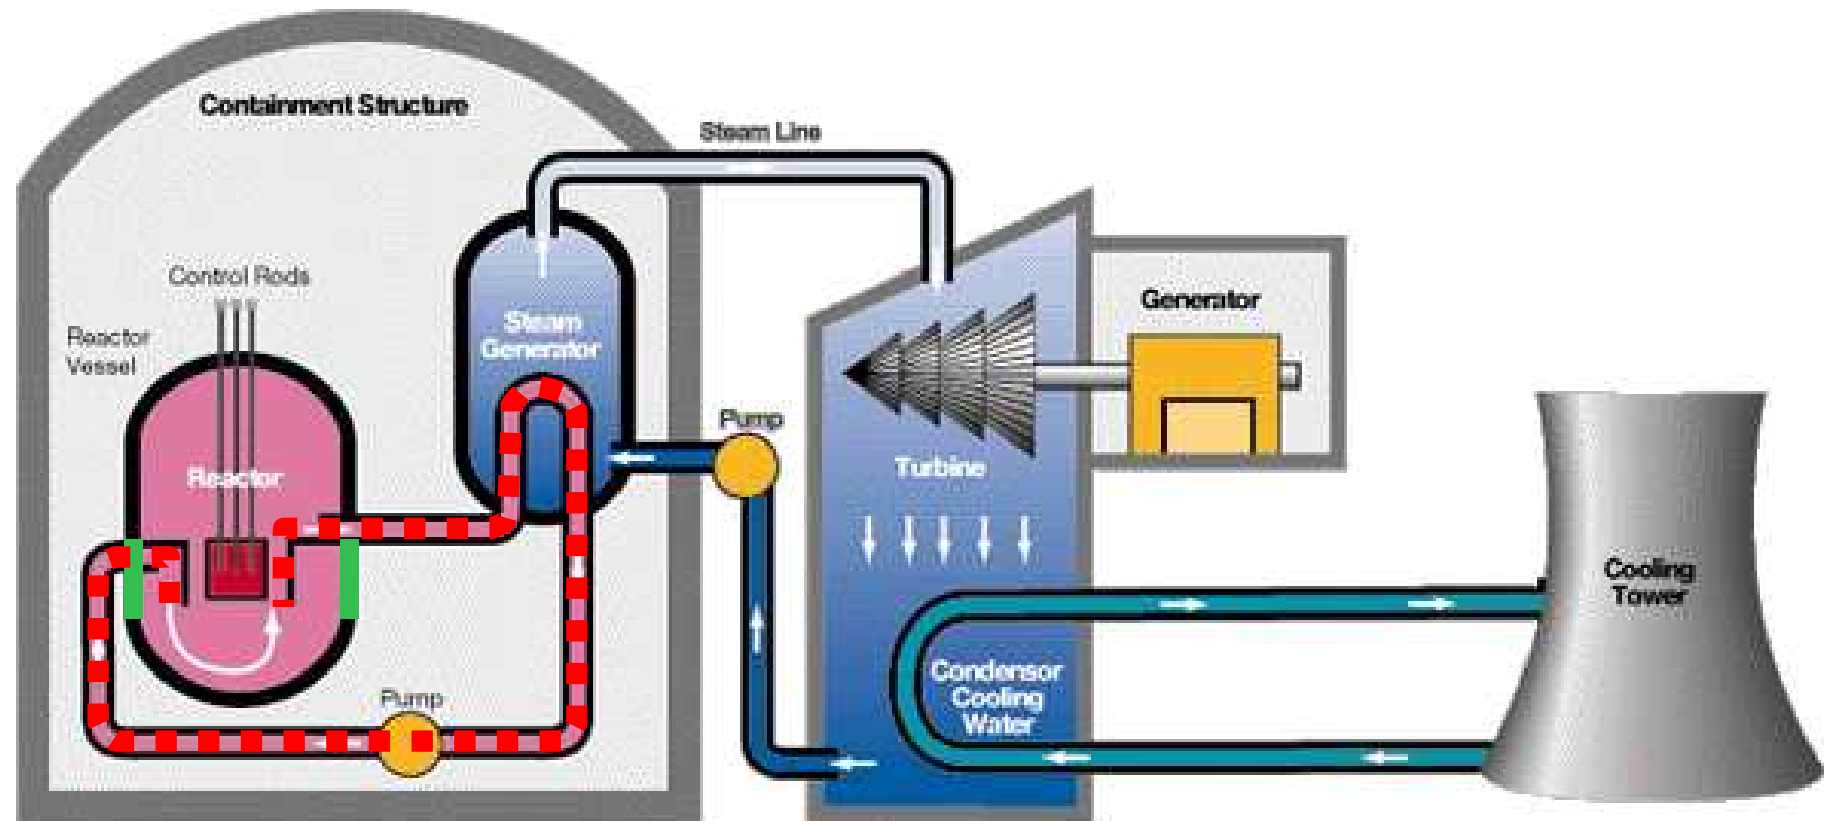 Containment Structure
Steam Line
Control Rods
Reactor
Vessel
Steam
Generator
Generator
Pump
Turbine
Reactor
Cooling
Tower
Condensor
Cooling
Water
Pump